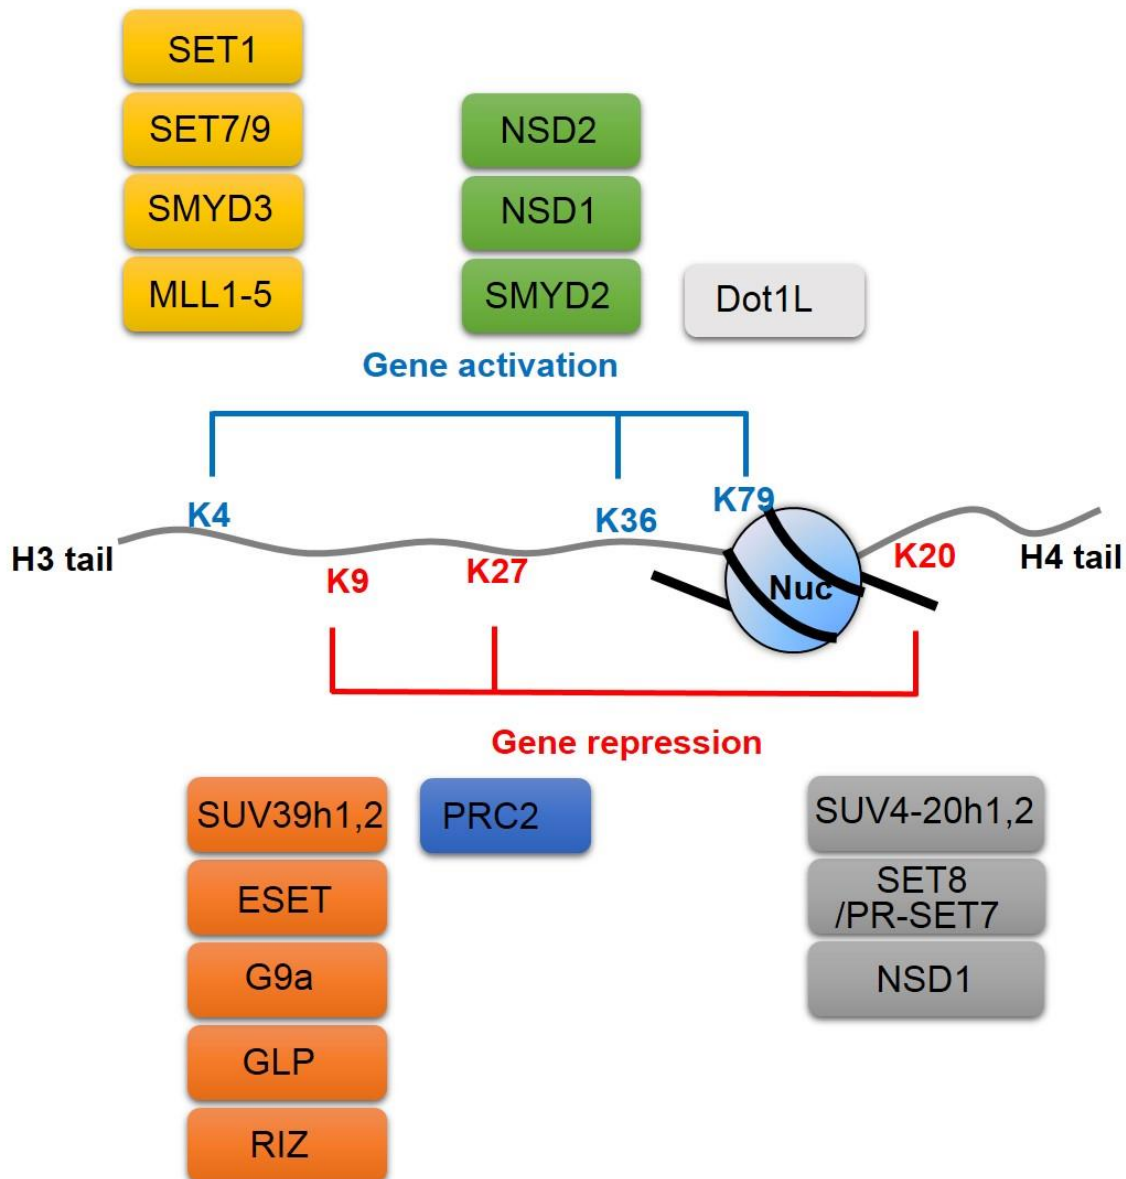 SET1
SET7/9
SMYD3
MLL1-5
NSD2
NSD1
SMYD2
Dot1L
Gene activation
K4
K36
K79
H3 tail
K9
K27
Nuc
K20
H4 tail
Gene repression
SUV39h1,2
ESET
G9a
GLP
RIZ
PRC2
SUV4-20h1,2
SET8
/PR-SET7
NSD1